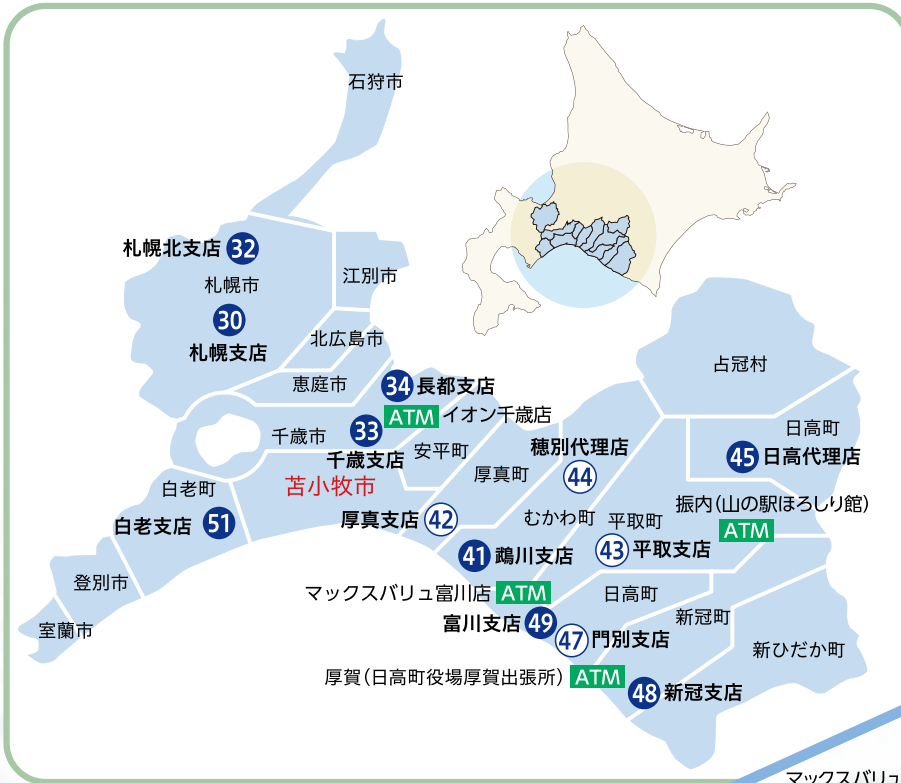 石狩市
札幌北支店 32
江別市
札幌市
30
札幌支店
北広島市
占冠村
恵庭市
34 長都支店
ATM イオン千歳店
33
千歳市
千歳支店
安平町
日高町
45 日高代理店
穂別代理店
44
厚真町
苫小牧市
白老町
振内(山の駅ほろしり館)
ATM
厚真支店 42
むかわ町
平取町
白老支店 51
43 平取支店
41 鵡川支店
登別市
マックスバリュ富川店 ATM
日高町
新冠町
富川支店 49
室蘭市
47 門別支店
新ひだか町
厚賀(日高町役場厚賀出張所) ATM
48 新冠支店
マックスバリュ